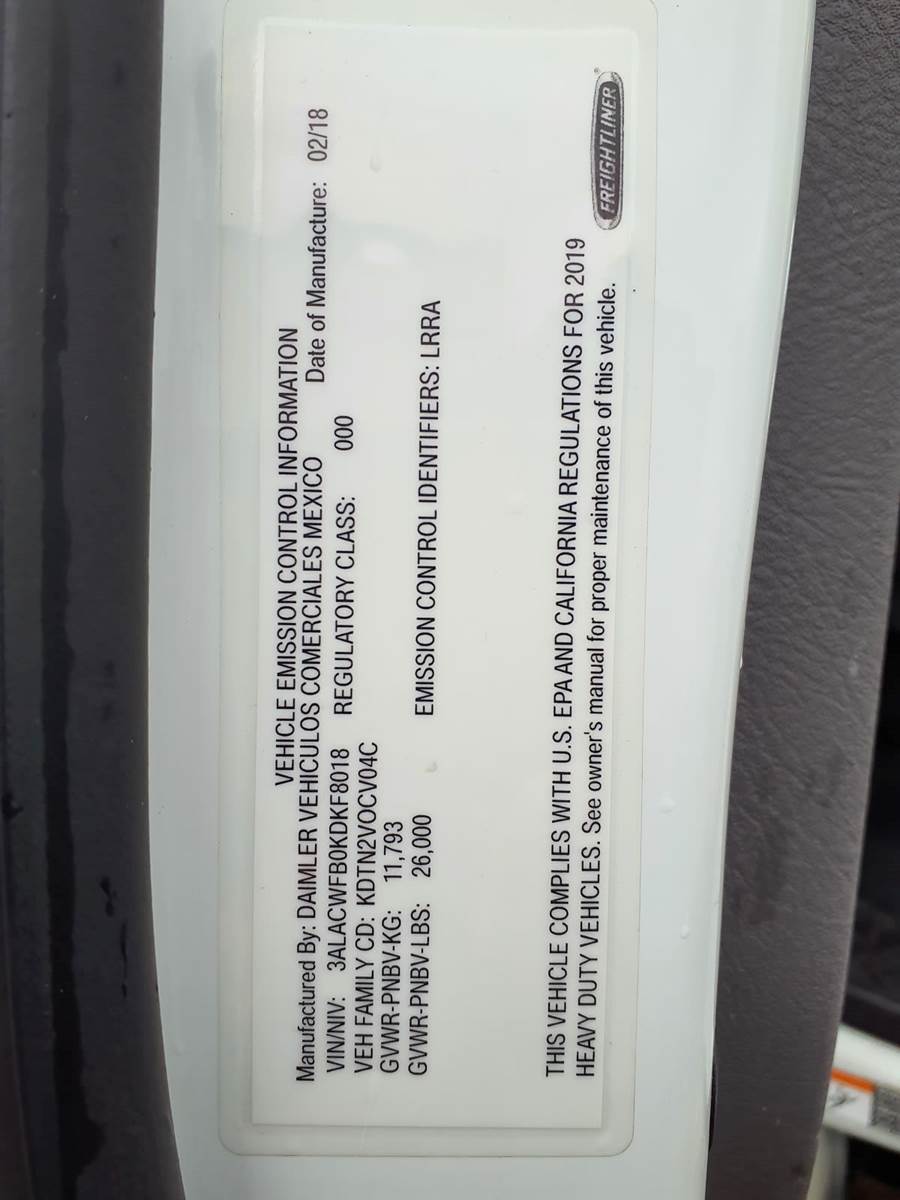 VEHICLE EMISSION CONTROL INFORMATION
Manufactured By: DAIMLER VEHICULOS COMERCIALES MEXICO Date of Manufacture: 02/18
VIN/NIV: 3ALACWFB0KDKF8018 REGULATORY CLASS: 000
VEH FAMILY CD: KDTN2VOCV04C
GVWR-PNBV-KG: 11,793
GVWR-PNBV-LBS: 26,000 EMISSION CONTROL IDENTIFIERS: LRRA
THIS VEHICLE COMPLIES WITH U.S. EPA AND CALIFORNIA REGULATIONS FOR 2019
HEAVY DUTY VEHICLES. See owner's manual for proper maintenance of this vehicle.
FREIGHTLINER®